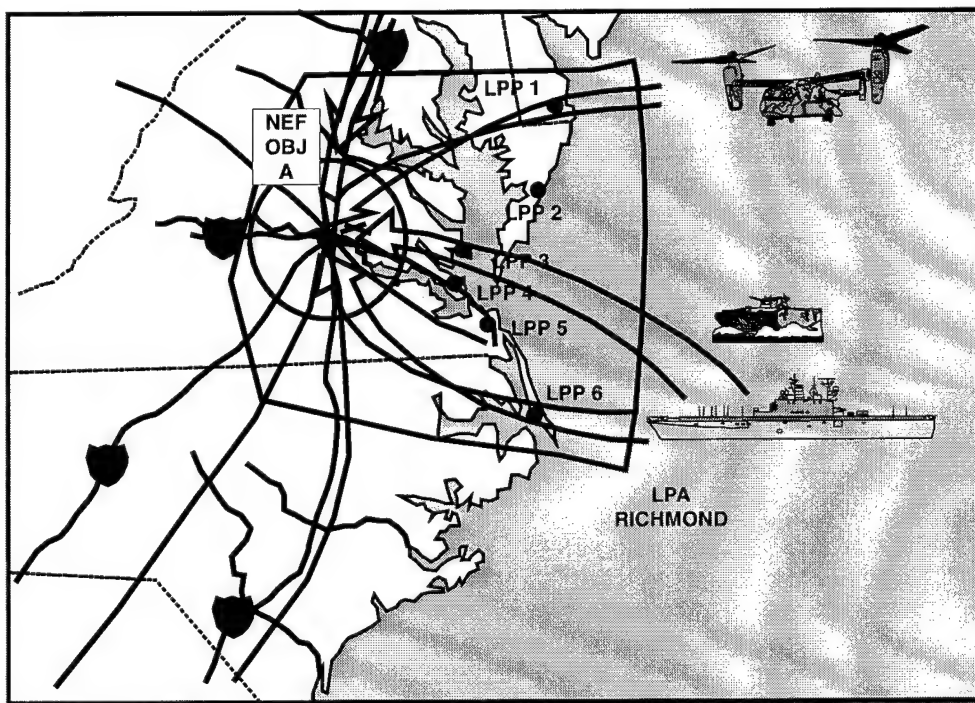 LPP 1
NEF
OBJ
A
LPP 2
LPP 3
LPP 4
LPP 5
LPP 6
LPA
RICHMOND